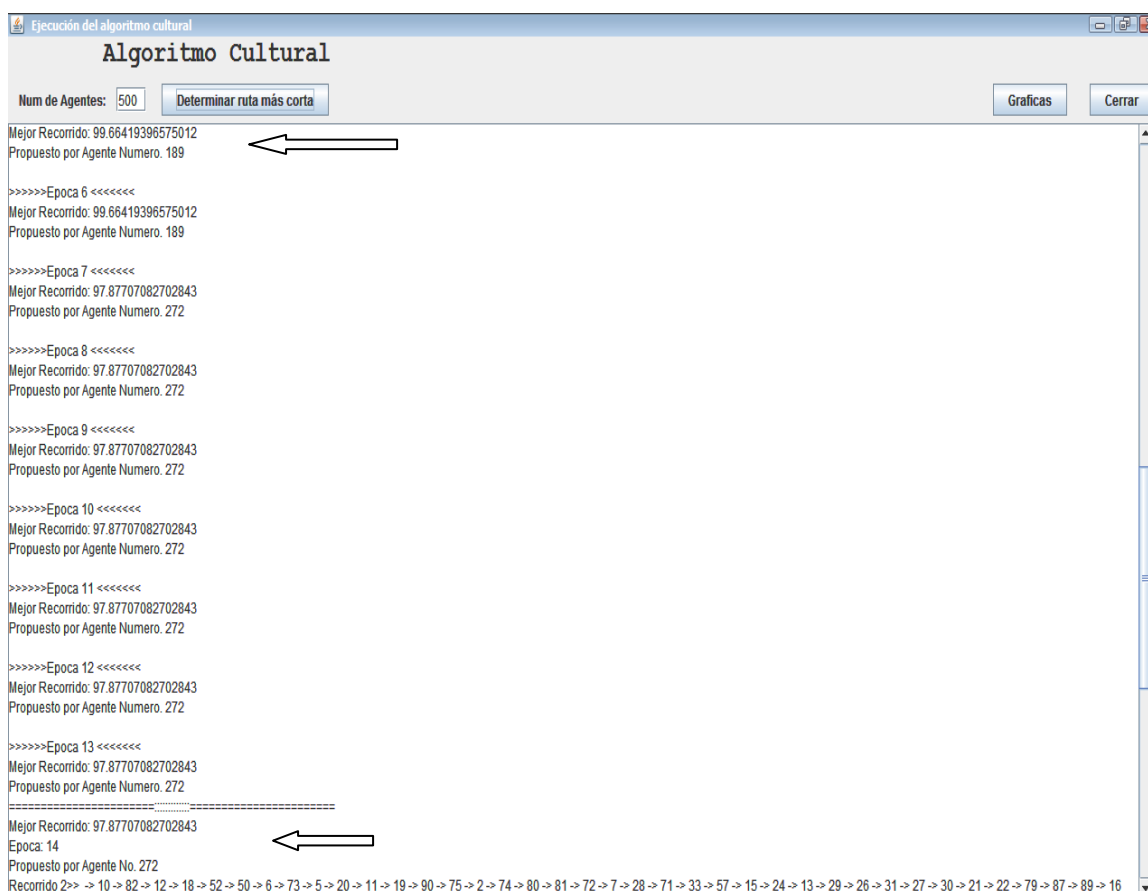 Ejecución del algoritmo cultural
Algoritmo Cultural
Num de Agentes: 500 Determinar ruta más corta Graficas Cerrar
Mejor Recorrido: 99.66419396575012
Propuesto por Agente Numero. 189
>>>>>>Epoca 6 <<<<<<<
Mejor Recorrido: 99.66419396575012
Propuesto por Agente Numero. 189
>>>>>>Epoca 7 <<<<<<<
Mejor Recorrido: 97.87707082702843
Propuesto por Agente Numero. 272
>>>>>>Epoca 8 <<<<<<<
Mejor Recorrido: 97.87707082702843
Propuesto por Agente Numero. 272
>>>>>>Epoca 9 <<<<<<<
Mejor Recorrido: 97.87707082702843
Propuesto por Agente Numero. 272
>>>>>>Epoca 10 <<<<<<<
Mejor Recorrido: 97.87707082702843
Propuesto por Agente Numero. 272
>>>>>>Epoca 11 <<<<<<<
Mejor Recorrido: 97.87707082702843
Propuesto por Agente Numero. 272
>>>>>>Epoca 12 <<<<<<<
Mejor Recorrido: 97.87707082702843
Propuesto por Agente Numero. 272
>>>>>>Epoca 13 <<<<<<<
Mejor Recorrido: 97.87707082702843
Propuesto por Agente Numero. 272
=======================:::::::::::=======================
Mejor Recorrido: 97.87707082702843
Epoca: 14
Propuesto por Agente No. 272
Recorrido 2>> -> 10 -> 82 -> 12 -> 18 -> 52 -> 50 -> 6 -> 73 -> 5 -> 20 -> 11 -> 19 -> 90 -> 75 -> 2 -> 74 -> 80 -> 81 -> 72 -> 7 -> 28 -> 71 -> 33 -> 57 -> 15 -> 24 -> 13 -> 29 -> 26 -> 31 -> 27 -> 30 -> 21 -> 22 -> 79 -> 87 -> 89 -> 16